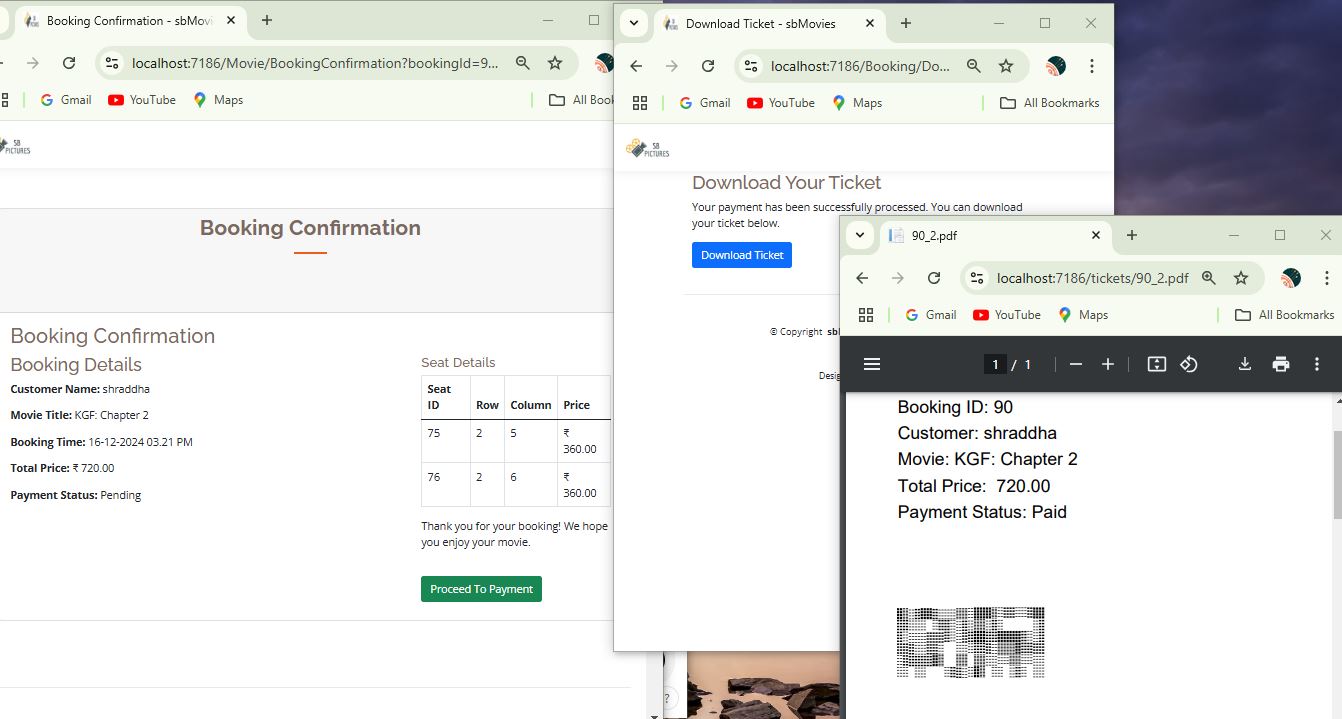 Booking Confirmation - sbMovi
localhost:7186/Movie/BookingConfirmation?bookingId=9...
Gmail
YouTube
Maps
All Book
SB
PICTURES
Booking Confirmation
Booking Confirmation
Booking Details
Customer Name: shraddha
Movie Title: KGF: Chapter 2
Booking Time: 16-12-2024 03.21 PM
Total Price: ₹ 720.00
Payment Status: Pending
Seat Details
Seat ID Row Column Price
75 2 5 ₹ 360.00
76 2 6 ₹ 360.00
Thank you for your booking! We hope
you enjoy your movie.
Proceed To Payment
Download Ticket - sbMovies
localhost:7186/Booking/Do...
Gmail
YouTube
Maps
All Bookmarks
SB
PICTURES
Download Your Ticket
Your payment has been successfully processed. You can download
your ticket below.
Download Ticket
© Copyright sb
Desig
90_2.pdf
localhost:7186/tickets/90_2.pdf
Gmail
YouTube
Maps
All Bookmarks
1 / 1
Booking ID: 90
Customer: shraddha
Movie: KGF: Chapter 2
Total Price: 720.00
Payment Status: Paid
?